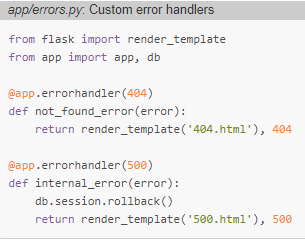 app/errors.py: Custom error handlers
from flask import render_template
from app import app, db
@app.errorhandler(404)
def not_found_error(error):
    return render_template('404.html'), 404
@app.errorhandler(500)
def internal_error(error):
    db.session.rollback()
    return render_template('500.html'), 500